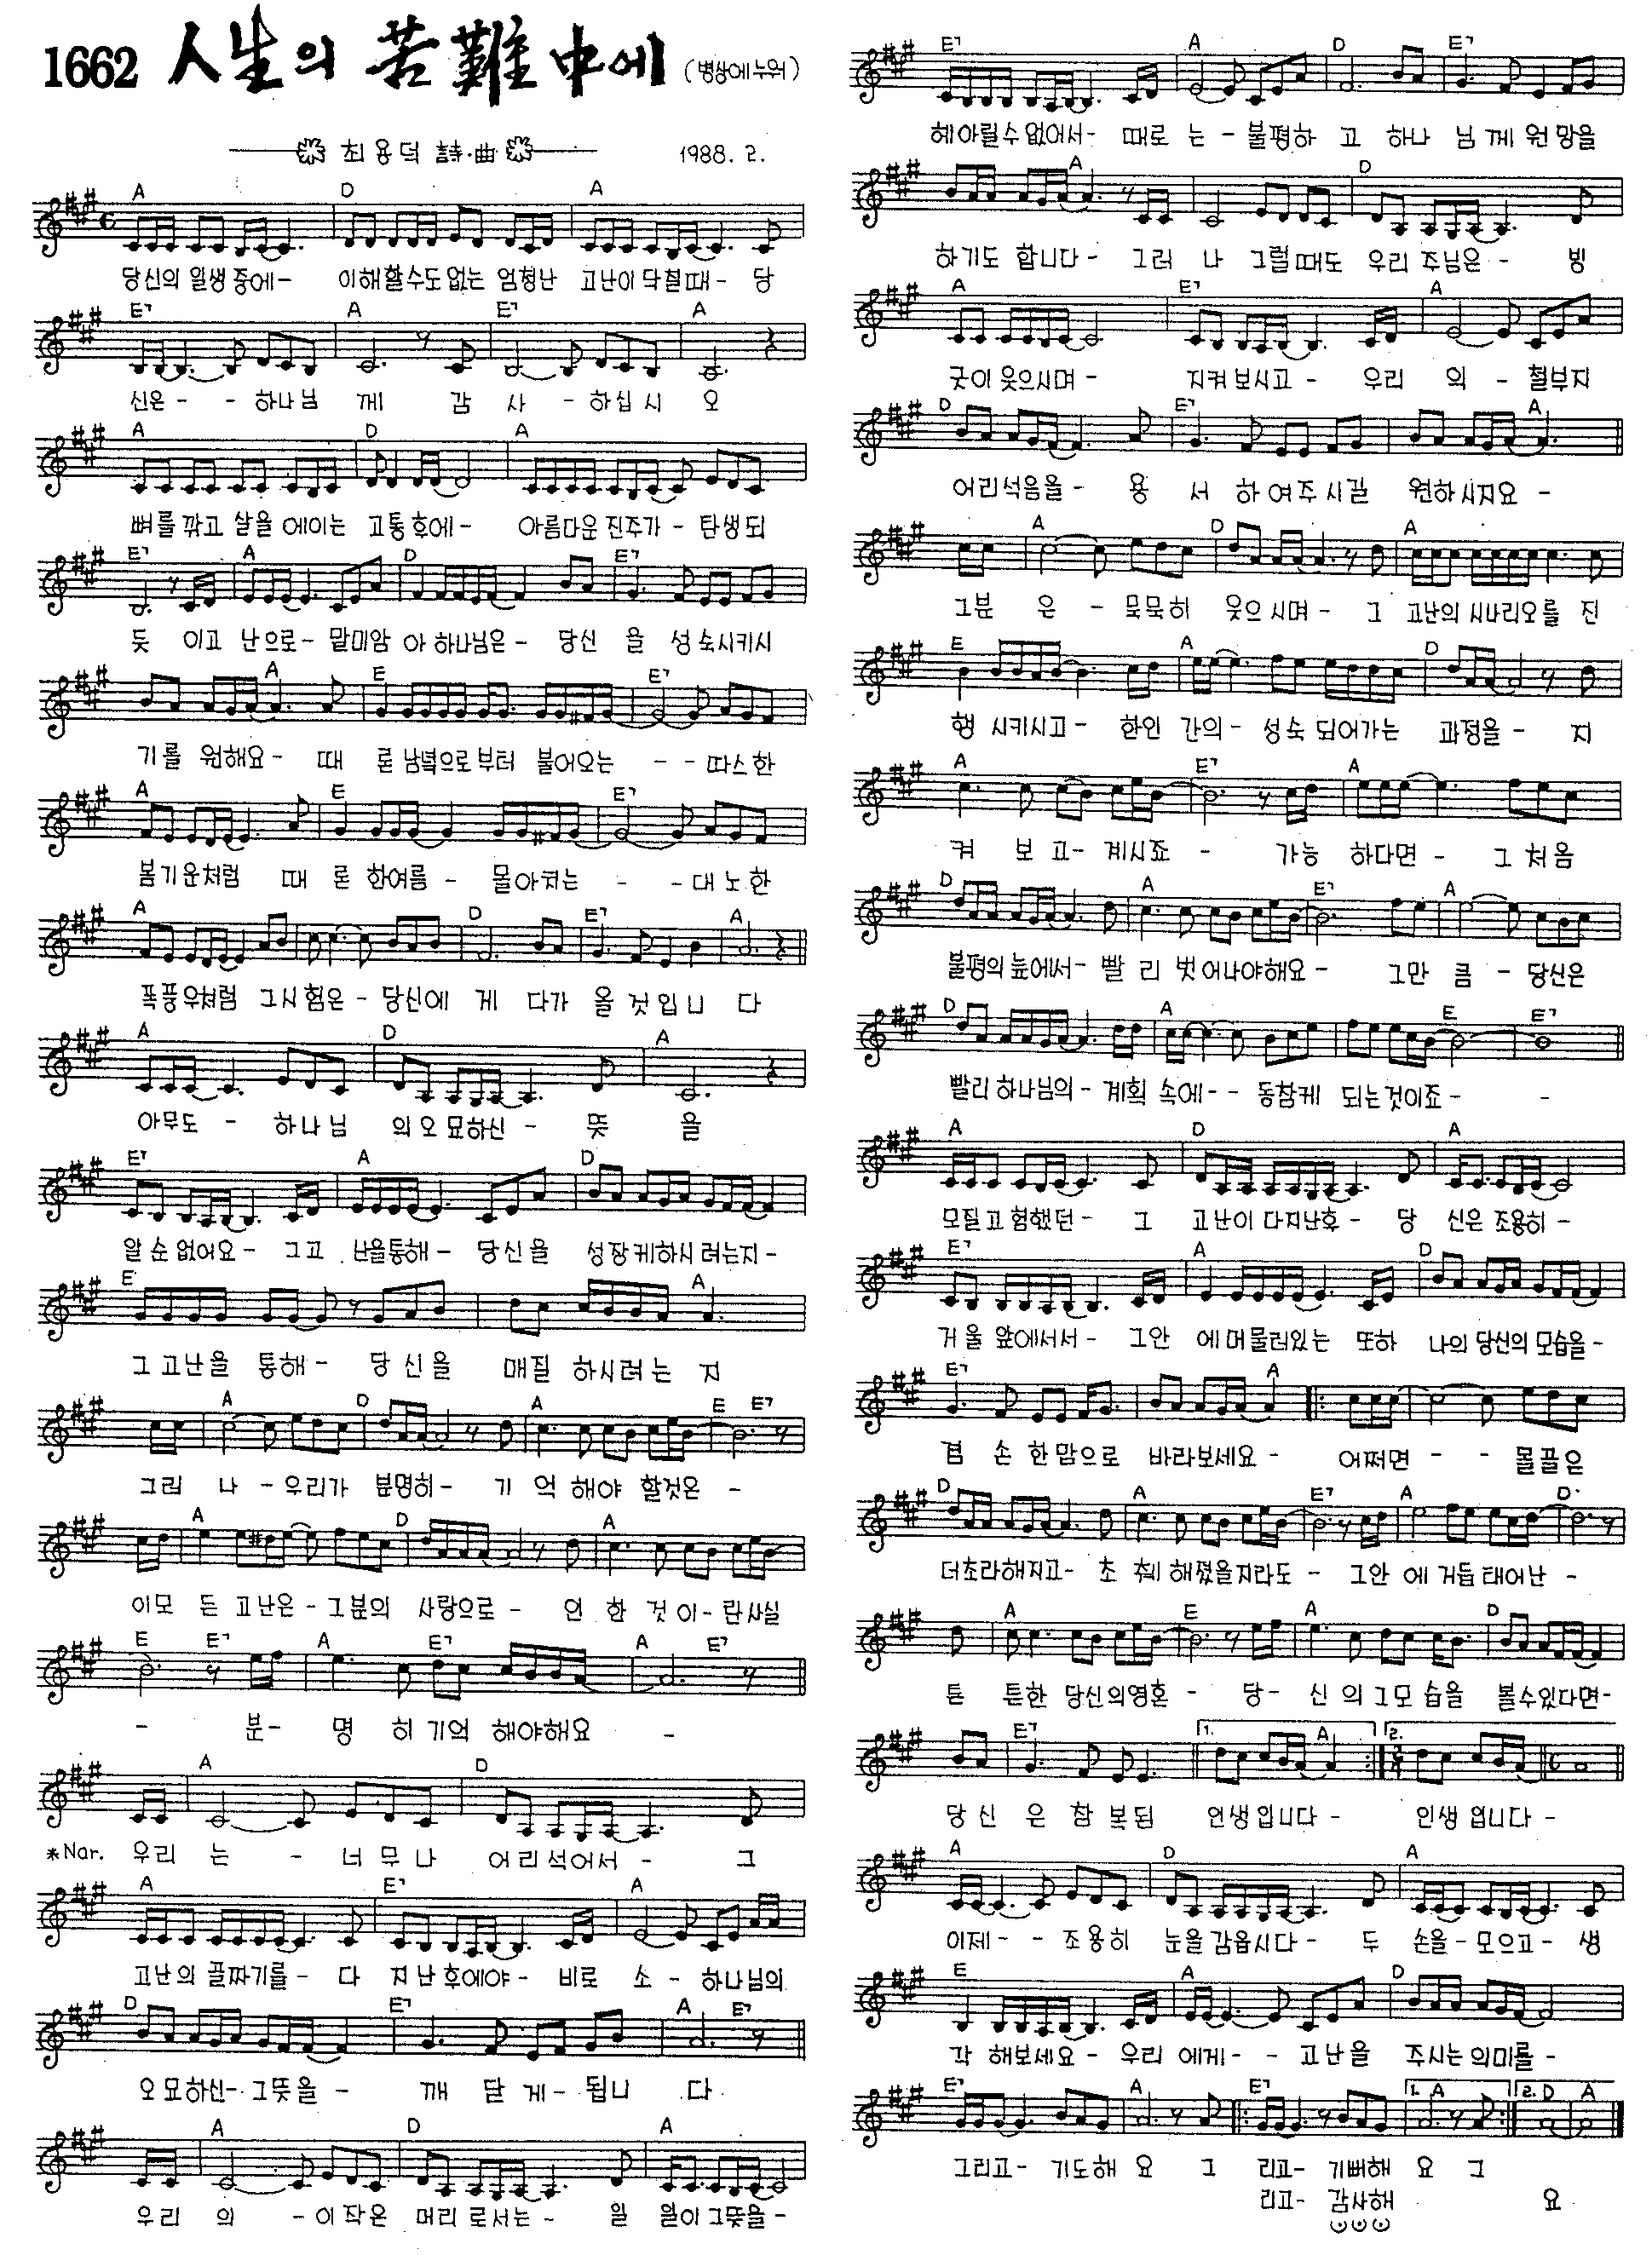 1662 人生의 苦難中에 (병상에 누워)
최용덕 詩·曲 1988. 2.
A D A
당신의 일생 중에- 이해할수도 없는 엄청난 고난이 닥칠때- 당
E7 A E7 A
신은- - 하나님 께 감 사 - 하십 시 오
A D A
뼈를 깎고 살을 에이는 고통후에- 아름다운 진주가- 탄생되
E7 A D E7
듯 이고 난으로- 말미암 아 하나님은- 당신 을 성 숙시키시
A E E7
기를 원해요- 때 론 남녘으로부터 불어오는 - - 따스한
A E E7
봄기운처럼 때 론 한여름 - 몰아치는 - - 대노한
A D E7 A
폭풍우처럼 그시험은- 당신에 게 다가 올 것입니 다
A D A
아무도 - 하나님 의오묘하신 - 뜻 을
E7 A D
알순없어요- 그고 난을통해- 당신을 성장케하시려는지-
E A
그고난을 통해- 당신을 매질 하시려는 지
A D A E E7
그러 나 -우리가 분명히- 기 억 해야 할것은 -
A D A
이모 든 고난은-그분의 사랑으로- 인 한 것이-란사실
E E7 A E7 A E7
- 분- 명 히 기억 해야해요 -
A D
*Nar. 우리 는 - 너무나 어리석어서 - 그
A E7 A
고난의 골짜기를- 다 지난후에야- 비로 소- 하나님의
D E7 A E7
오묘하신-그뜻을 - 깨 닫 게- 됩니 다
A D A
우리 의 -이작은 머리로서는- 일 일이그뜻을-
E7 A D E7
헤아릴수없어서- 때로 는 - 불평하 고 하나 님께 원망을
A D
하기도 합니다- 그러 나 그럴때도 우리 주님은- 빙
A E7 A
긋이 웃으시며- 지켜보시고- 우리 의 - 철부지
D E7 A
어리석음을- 용 서 하여주시길 원하시지요 -
A D A
그분 은 - 묵묵히 웃으시며- 그 고난의 시나리오를 진
E A D
행 시키시고- 한인 간의- 성숙되어가는 과정을- 지
A E7 A
켜 보 고- 계시죠 - 가능 하다면- 그 처음
D A E7 A
불평의늪에서- 빨 리 벗어나야해요- 그만 큼 - 당신은
D A E E7
빨리 하나님의- 계획 속에-- 동참케 되는것이죠- -
A D A
모질고험했던- 그 고난이 다지난후- 당 신은조용히-
E7 A D
거울 앞에서서- 그안 에머물러있는 또하 나의 당신의 모습을-
E7 A
겸 손 한맘으로 바라보세요- 어쩌면 - - 몰골은
D A E7 A D
더초라해지고- 초 췌 해졌을지라도- 그안 에 거듭태어난 -
A E A D
튼 튼한 당신의영혼 - 당- 신 의그모 습을 볼수있다면-
E7 1. A 2.
당신 은 참 복된 인생입니다- 인생 입니다-
A D A
이제- - 조용히 눈을감읍시다- 두 손을-모으고- 생
E A D
각 해보세요- 우리 에게- - 고난을 주시는의미를-
E7 A E7 1. A 2. D A
그리고- 기도해 요 그 리고- 기뻐해 요 그
리고- 감사해 요